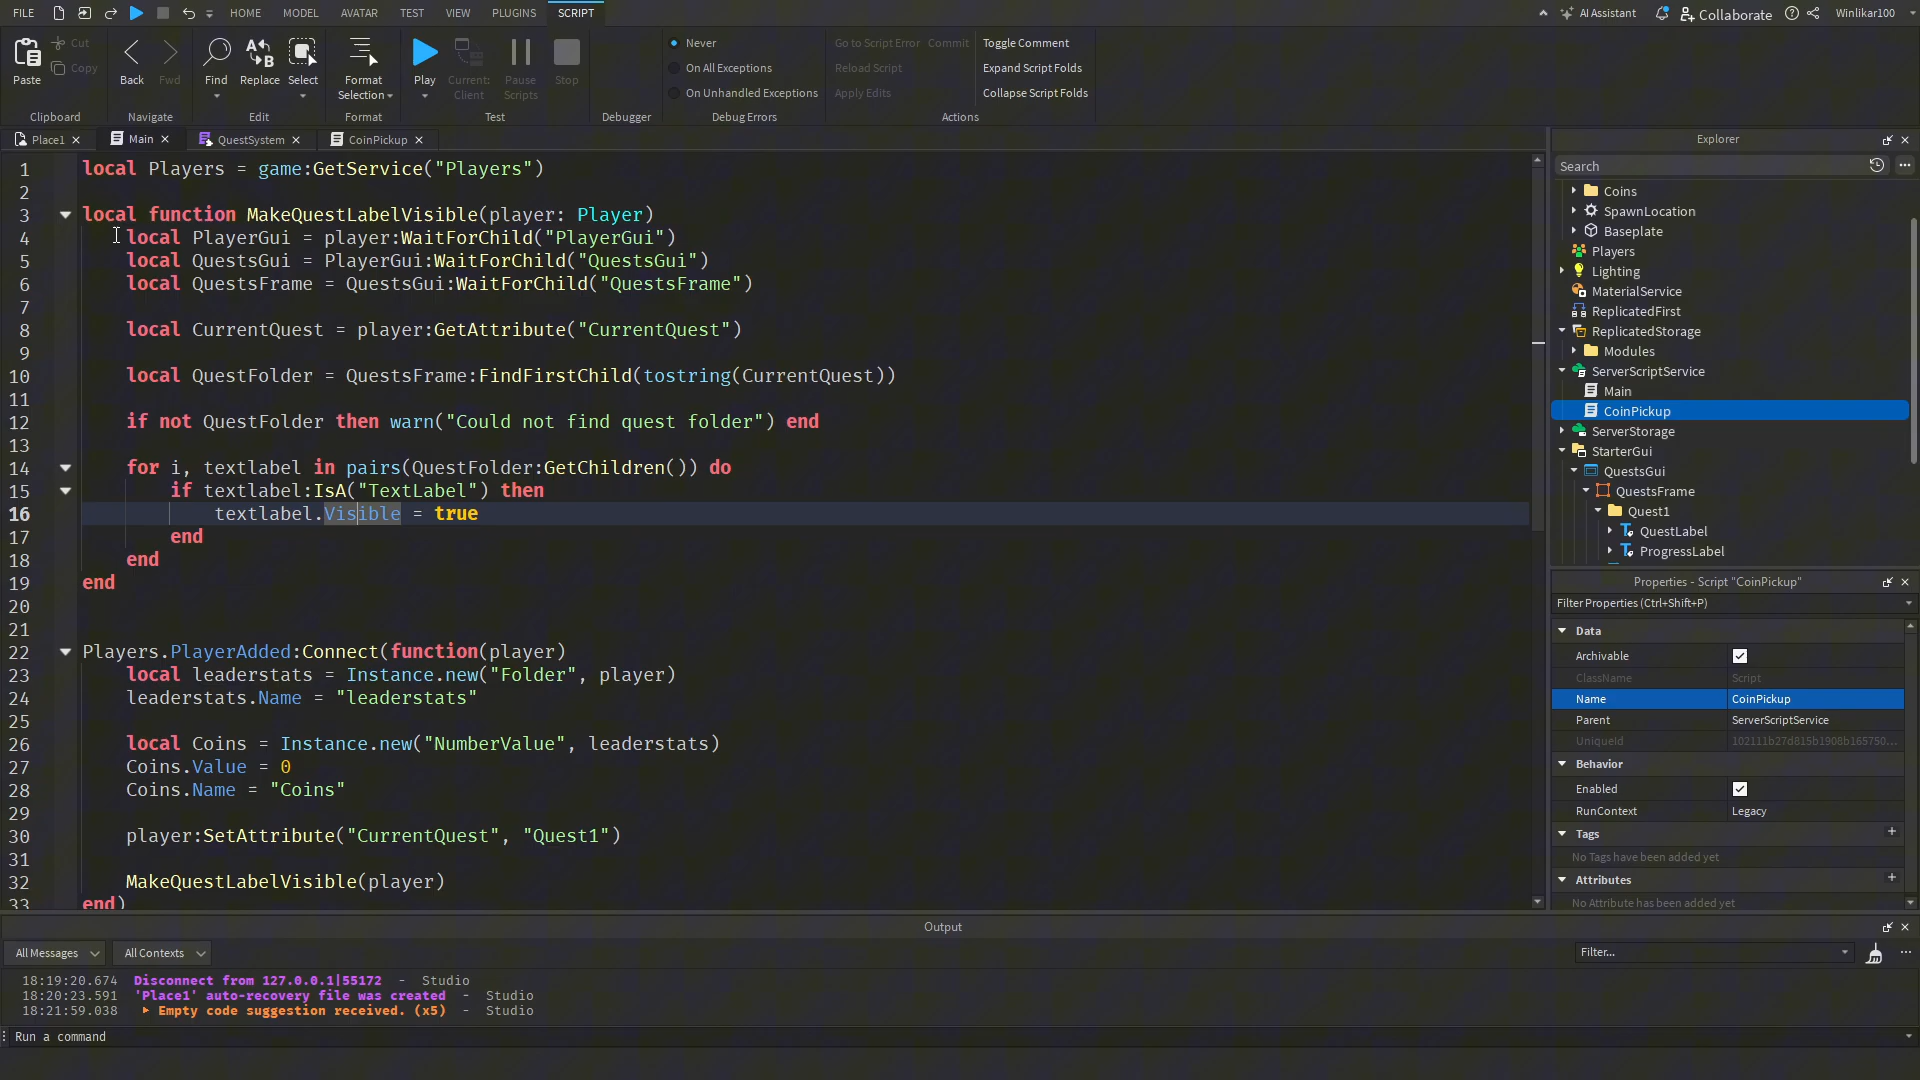 FILE HOME MODEL AVATAR TEST VIEW PLUGINS SCRIPT AI Assistant Collaborate Winlikar100
Paste Cut Copy Back Fwd Find Replace Select Format Selection Play Current: Client Pause Scripts Stop
Never
On All Exceptions
On Unhandled Exceptions
Go to Script Error Commit
Reload Script
Apply Edits
Toggle Comment
Expand Script Folds
Collapse Script Folds
Clipboard Navigate Edit Format Test Debugger Debug Errors Actions
Place1 Main QuestSystem CoinPickup
1 local Players = game:GetService("Players")
2
3 local function MakeQuestLabelVisible(player: Player)
4 local PlayerGui = player:WaitForChild("PlayerGui")
5 local QuestsGui = PlayerGui:WaitForChild("QuestsGui")
6 local QuestsFrame = QuestsGui:WaitForChild("QuestsFrame")
7
8 local CurrentQuest = player:GetAttribute("CurrentQuest")
9
10 local QuestFolder = QuestsFrame:FindFirstChild(tostring(CurrentQuest))
11
12 if not QuestFolder then warn("Could not find quest folder") end
13
14 for i, textlabel in pairs(QuestFolder:GetChildren()) do
15 if textlabel:IsA("TextLabel") then
16 textlabel.Visible = true
17 end
18 end
19 end
20
21
22 Players.PlayerAdded:Connect(function(player)
23 local leaderstats = Instance.new("Folder", player)
24 leaderstats.Name = "leaderstats"
25
26 local Coins = Instance.new("NumberValue", leaderstats)
27 Coins.Value = 0
28 Coins.Name = "Coins"
29
30 player:SetAttribute("CurrentQuest", "Quest1")
31
32 MakeQuestLabelVisible(player)
33 end)
Explorer
Search
Coins
SpawnLocation
Baseplate
Players
Lighting
MaterialService
ReplicatedFirst
ReplicatedStorage
Modules
ServerScriptService
Main
CoinPickup
ServerStorage
StarterGui
QuestsGui
QuestsFrame
Quest1
QuestLabel
ProgressLabel
Properties - Script "CoinPickup"
Filter Properties (Ctrl+Shift+P)
Data
Archivable
ClassName Script
Name CoinPickup
Parent ServerScriptService
UniqueId 102111b27d815b1908b165750...
Behavior
Enabled
RunContext Legacy
Tags
No Tags have been added yet
Attributes
No Attribute has been added yet
Output
All Messages All Contexts Filter...
18:19:20.674 Disconnect from 127.0.0.1|55172 - Studio
18:20:23.591 'Place1' auto-recovery file was created - Studio
18:21:59.038 Empty code suggestion received. (x5) - Studio
Run a command